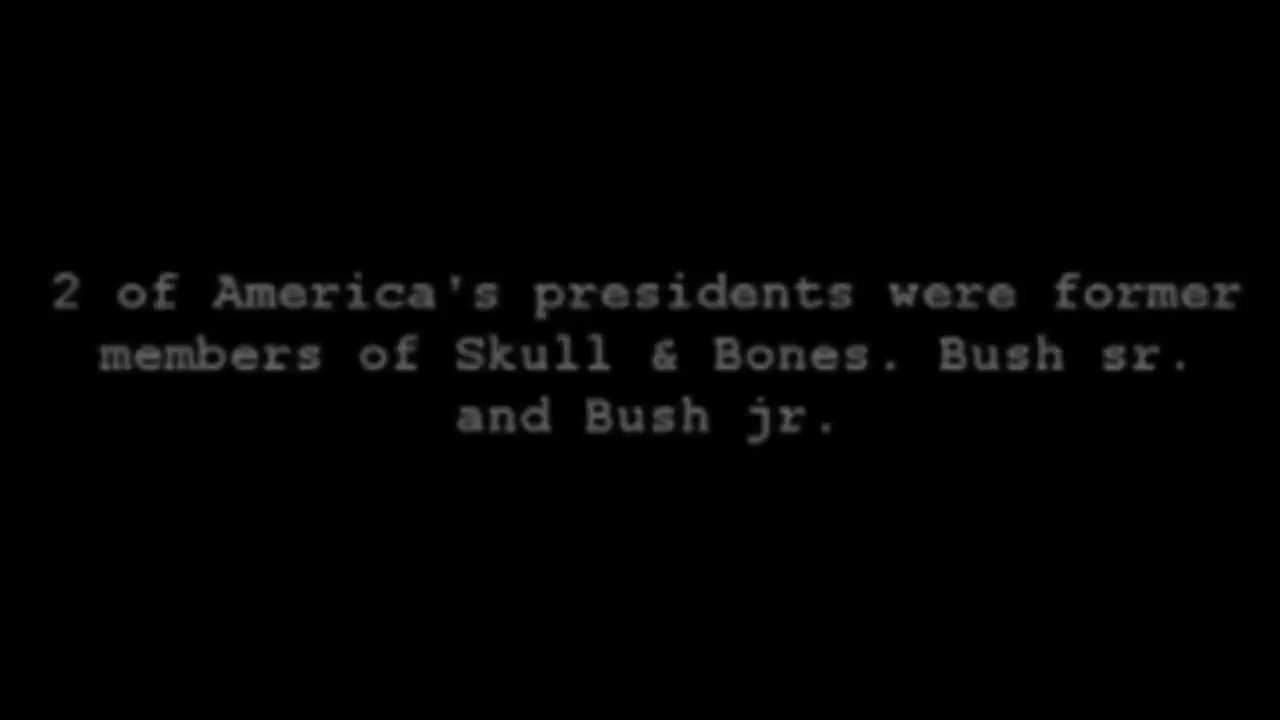 2 of America's presidents were former
members of Skull & Bones. Bush sr.
and Bush jr.